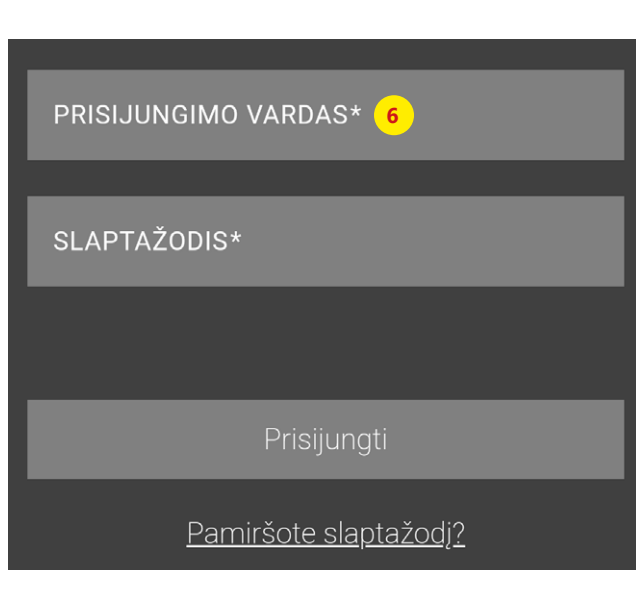 PRISIJUNGIMO VARDAS* 6
SLAPTAŽODIS*
Prisijungti
Pamiršote slaptažodį?